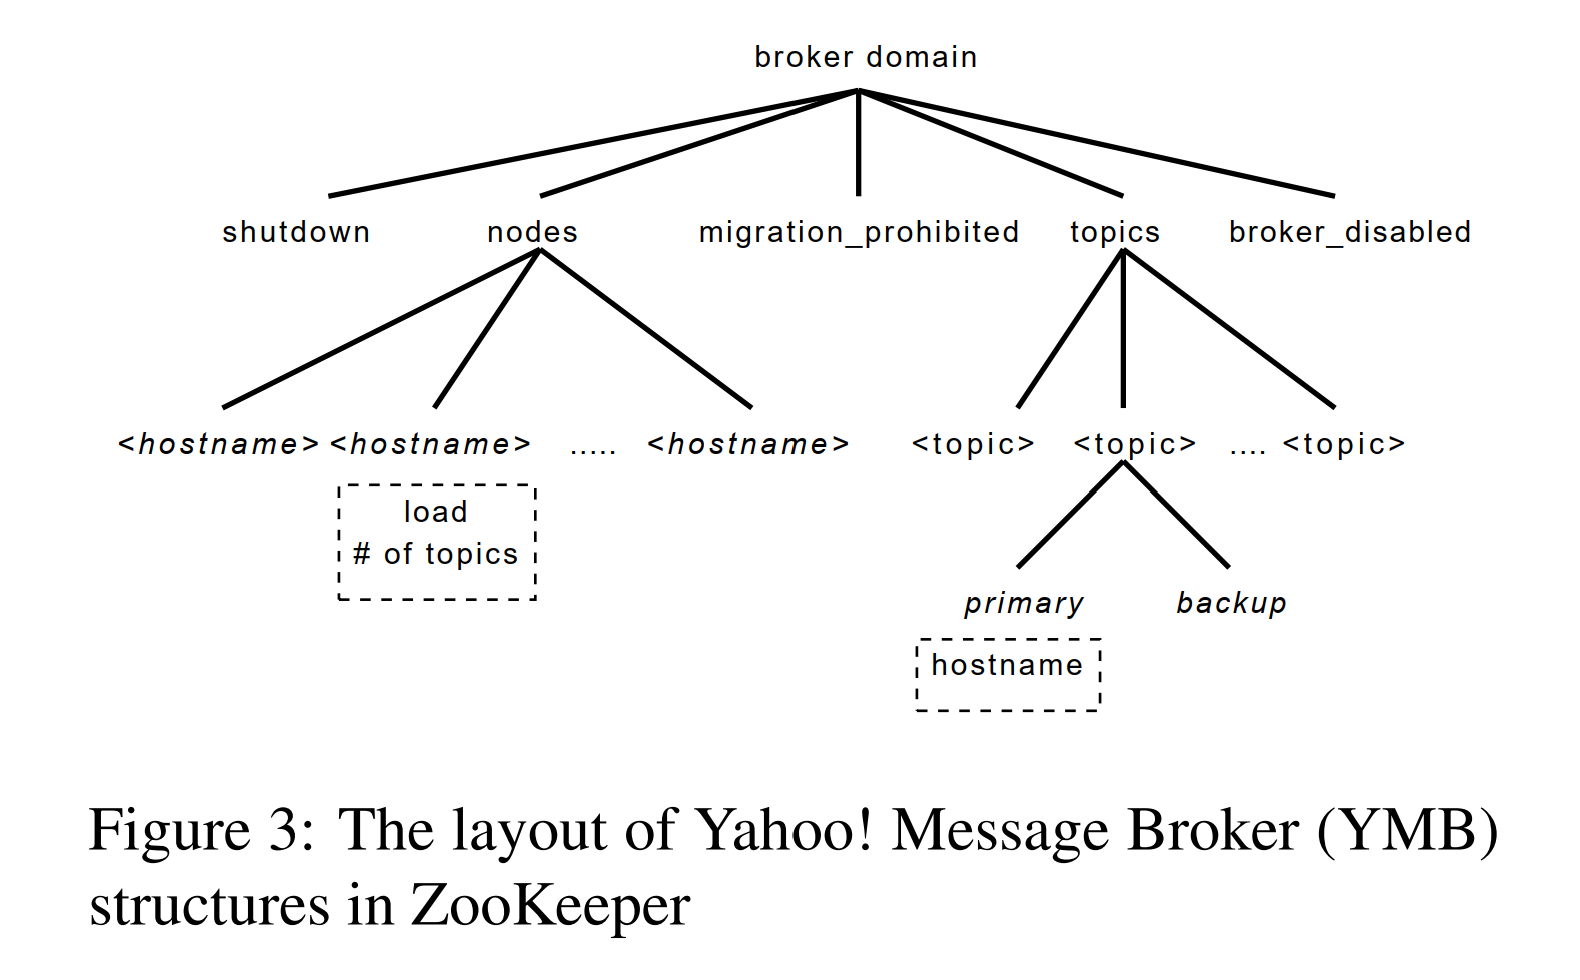 broker domain
shutdown nodes migration_prohibited topics broker_disabled
<hostname> <hostname> ..... <hostname> <topic> <topic> .... <topic>
load
# of topics
primary backup
hostname
Figure 3: The layout of Yahoo! Message Broker (YMB)
structures in ZooKeeper